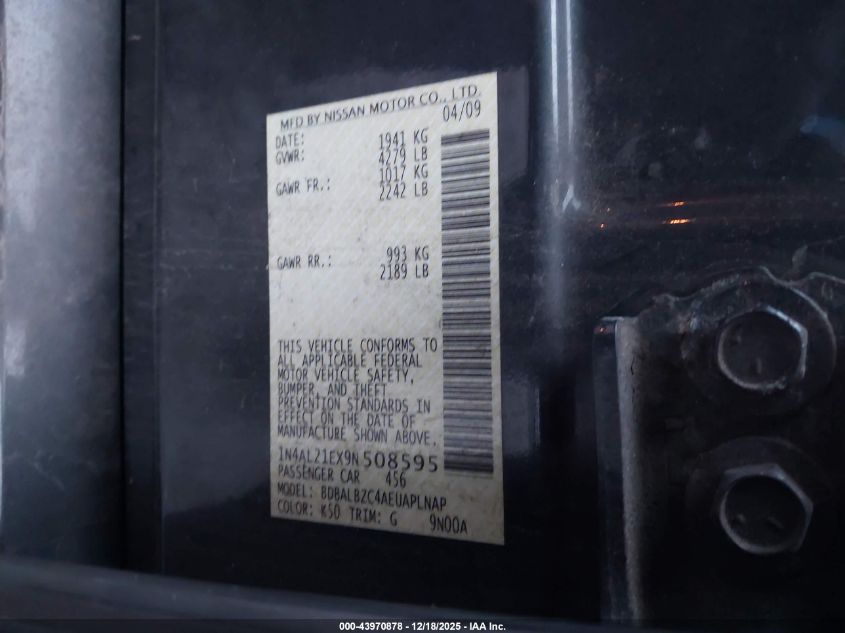 MFD BY NISSAN MOTOR CO., LTD.
DATE: 04/09
GVWR: 1941 KG
4279 LB
GAWR FR.: 1017 KG
2242 LB
GAWR RR.: 993 KG
2189 LB
THIS VEHICLE CONFORMS TO
ALL APPLICABLE FEDERAL
MOTOR VEHICLE SAFETY,
BUMPER, AND THEFT
PREVENTION STANDARDS IN
EFFECT ON THE DATE OF
MANUFACTURE SHOWN ABOVE.
1N4AL21EX9N508595
PASSENGER CAR 456
MODEL: BDBALBZC4AEUAPLNAP
COLOR: K50 TRIM: G 9N00A
000-43970878 • 12/18/2025 • IAA Inc.